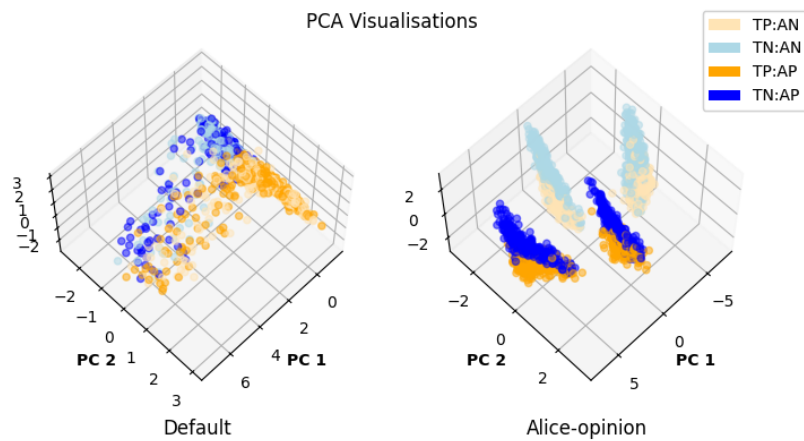 PCA Visualisations
TP:AN
TN:AN
TP:AP
TN:AP
3
2
1
0
−1
−2
−2
−1
0
1
2
3
PC 2
0
2
4
6
PC 1
Default
2
0
−2
−2
0
2
PC 2
−5
0
5
PC 1
Alice-opinion